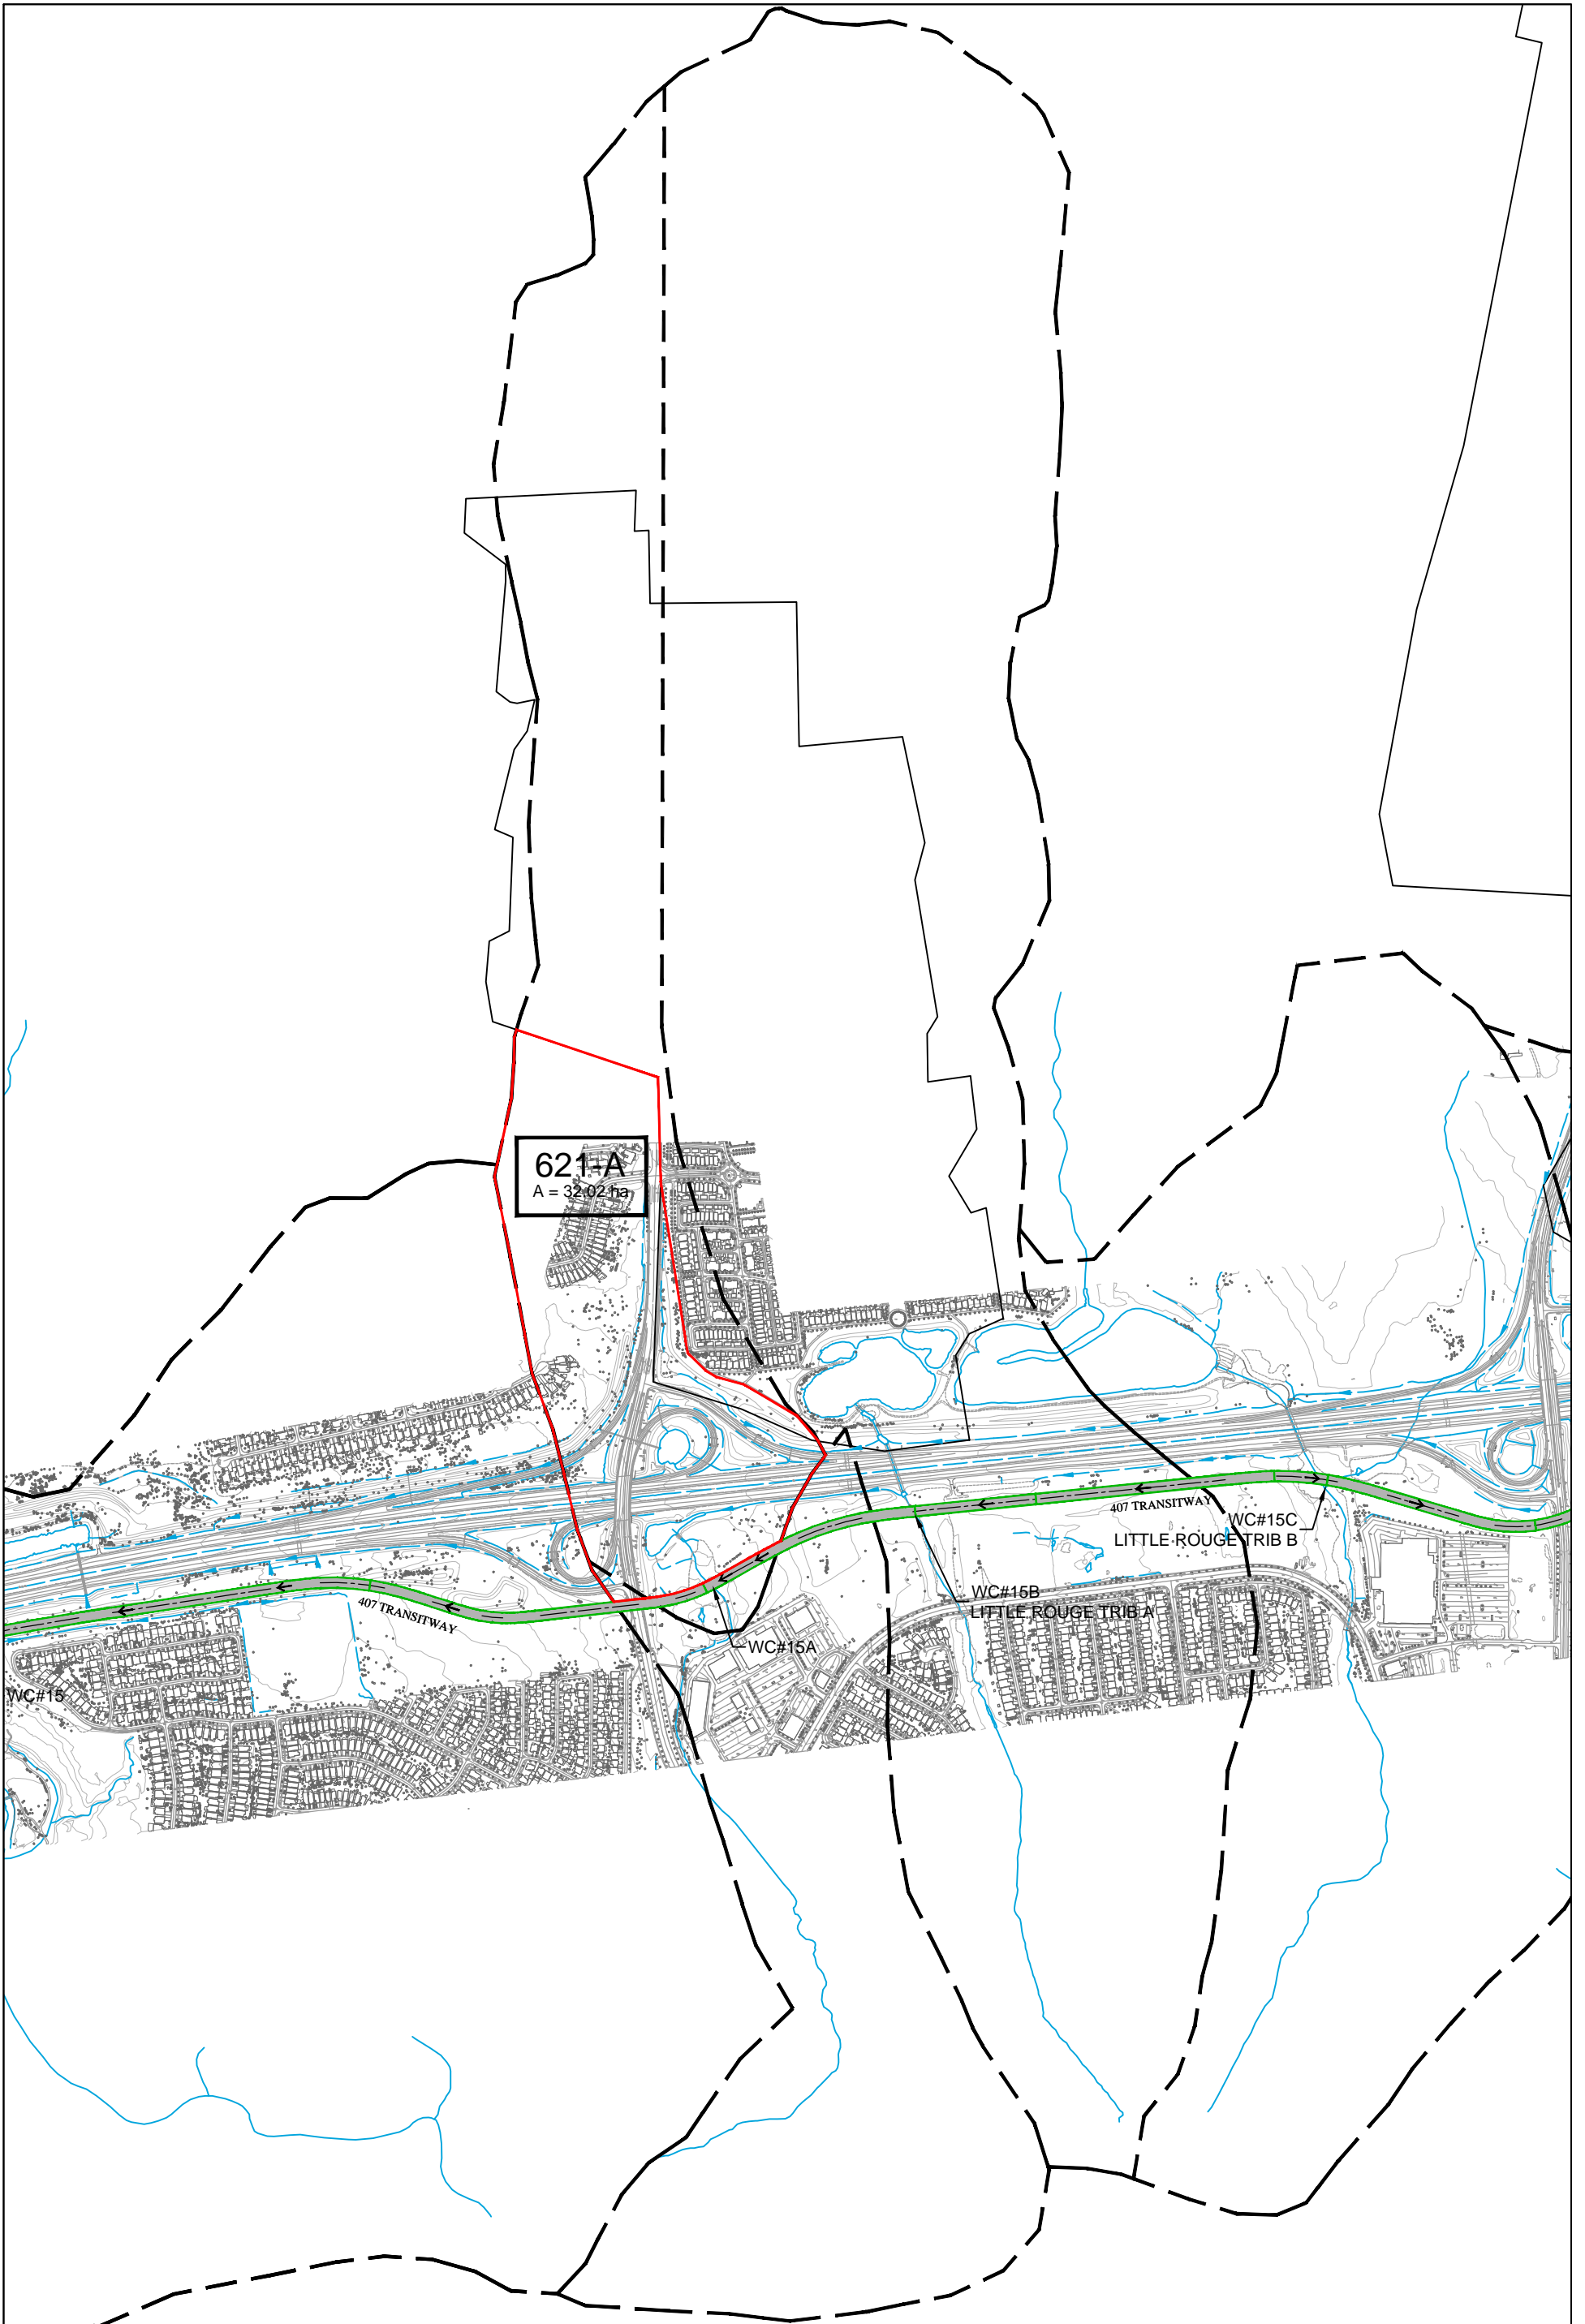 621-A
A = 32.02 ha
407 TRANSITWAY
WC#15C
LITTLE ROUGE TRIB B
WC#15B
LITTLE ROUGE TRIB A
407 TRANSITWAY
WC#15A
WC#15